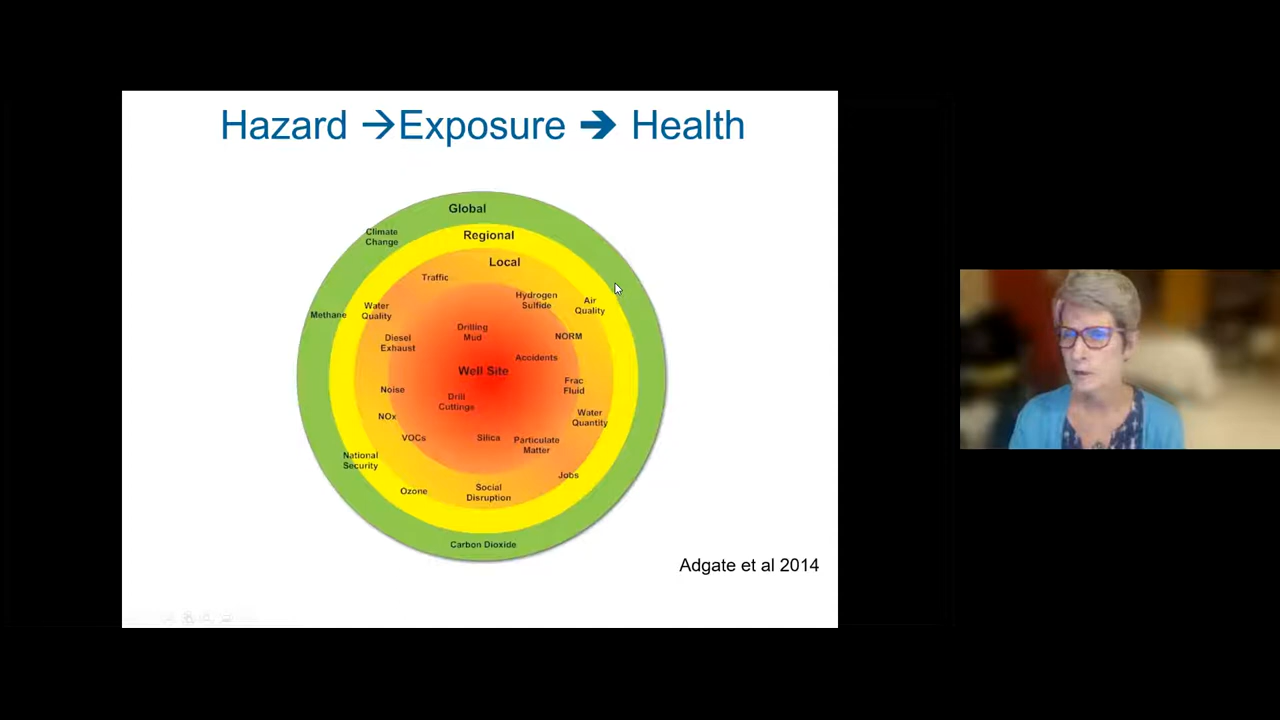 Hazard →Exposure ➔ Health
Global
Climate
Change
Regional
Local
Traffic
Hydrogen
Sulfide
Air
Quality
Water
Quality
Methane
Drilling
Mud
NORM
Diesel
Exhaust
Accidents
Well Site
Frac
Fluid
Noise
Drill
Cuttings
NOx
Water
Quantity
VOCs
Silica
Particulate
Matter
National
Security
Jobs
Ozone
Social
Disruption
Carbon Dioxide
Adgate et al 2014